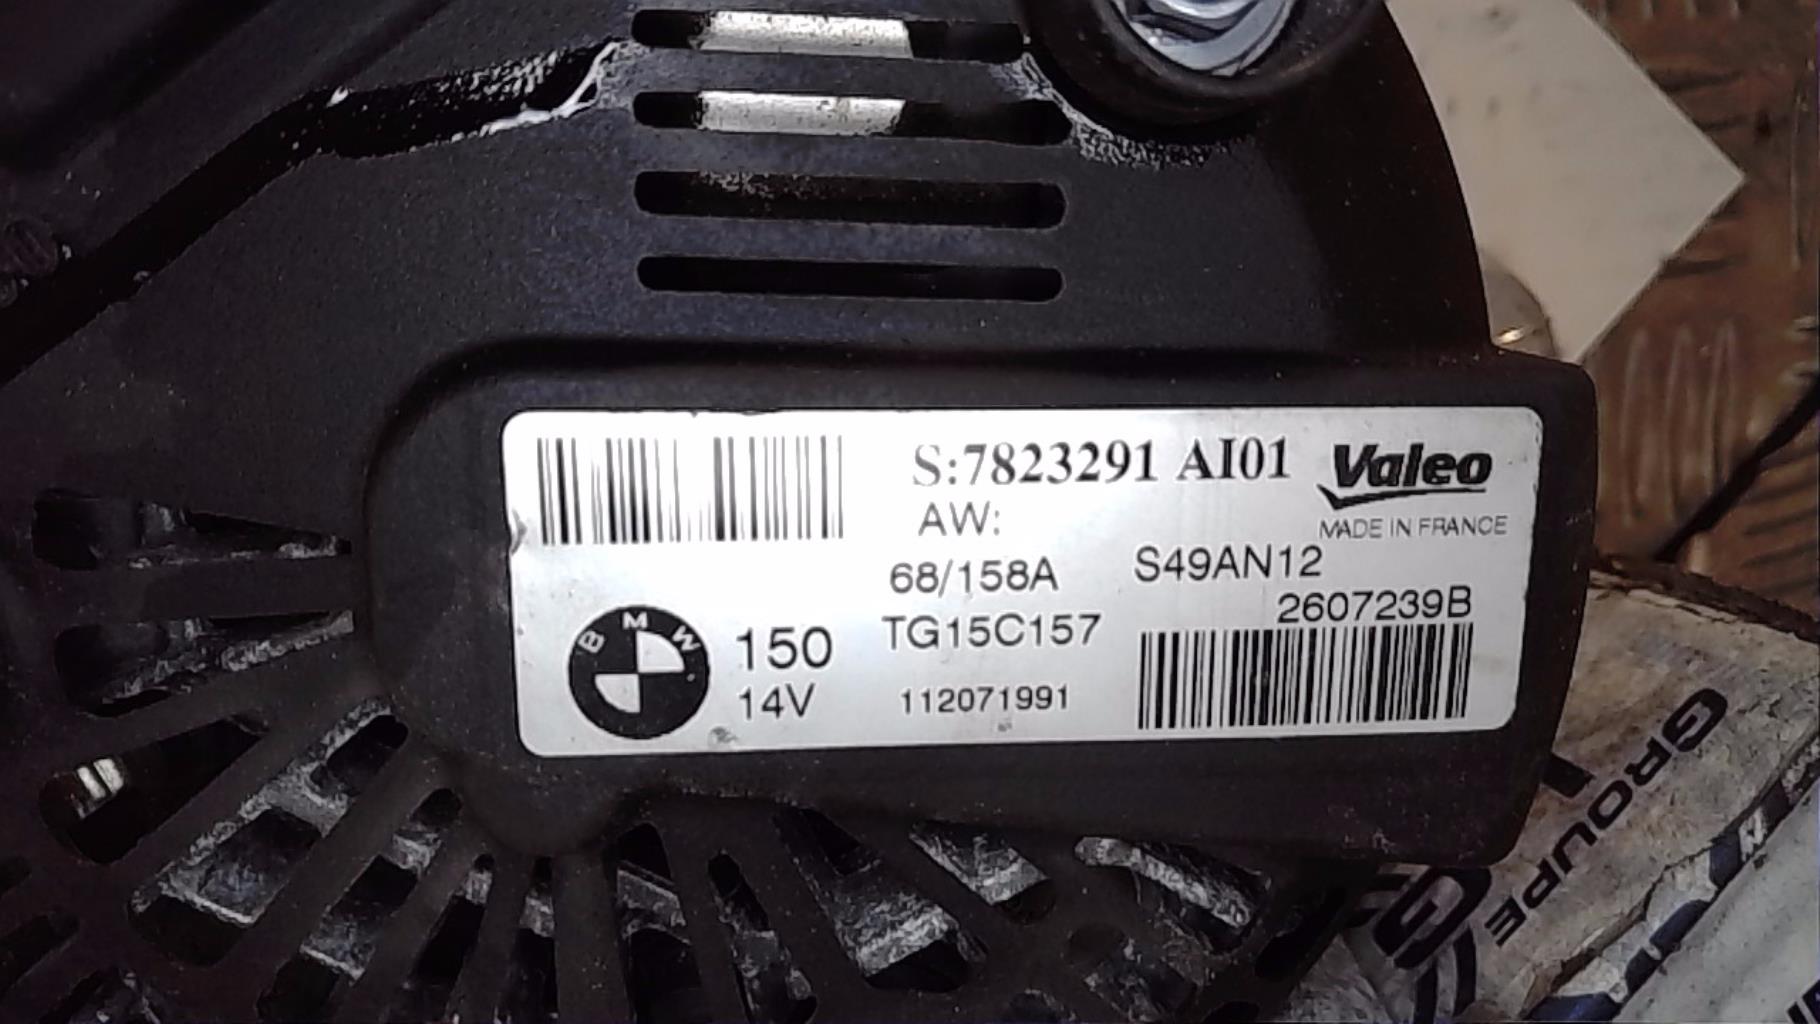 S:7823291 AI01
Valeo
AW:
MADE IN FRANCE
68/158A
S49AN12
2607239B
BMW
150
TG15C157
14V
112071991
GROUPE